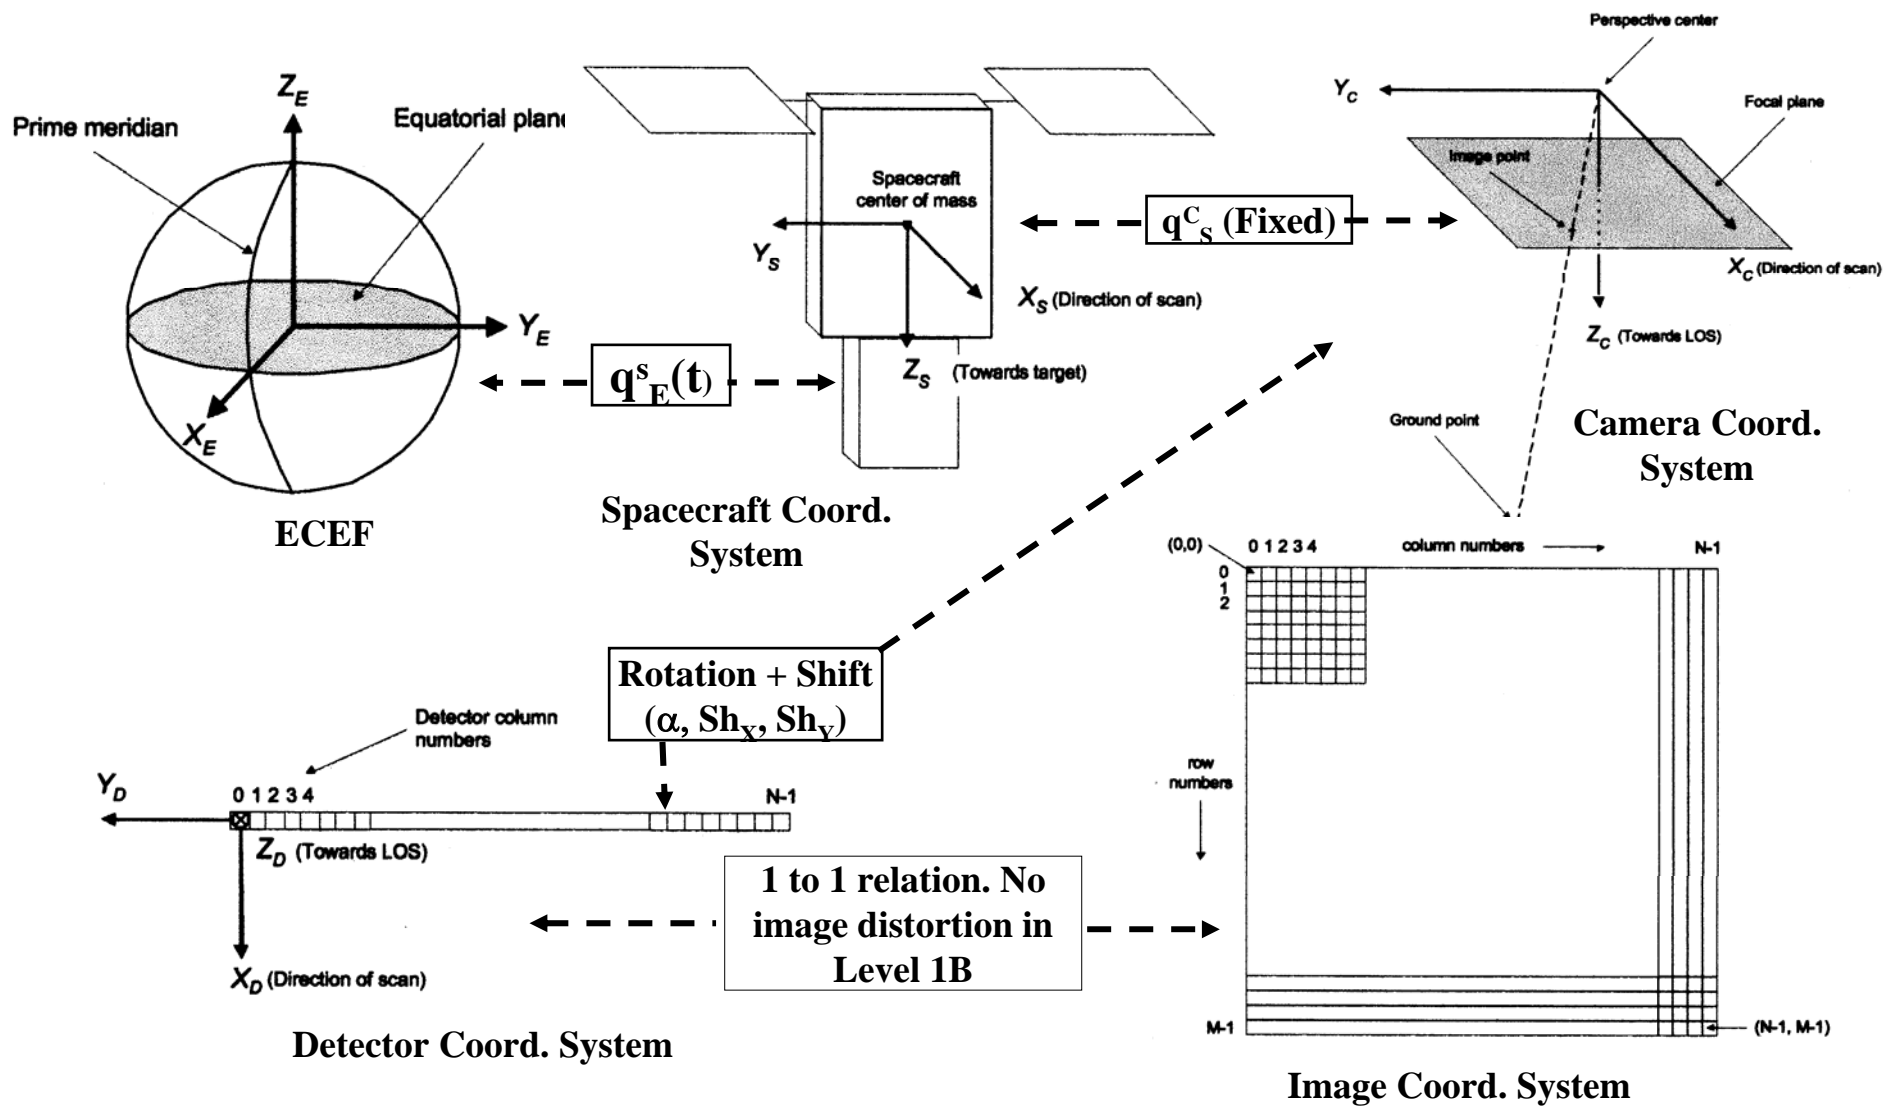 Perspective center
Z_E
Y_C
Focal plane
Prime meridian
Equatorial plan
Image point
Spacecraft
center of mass
q^C_S (Fixed)
Y_S
X_C (Direction of scan)
X_S (Direction of scan)
Y_E
Z_C (Towards LOS)
q^s_E(t)
Z_S (Towards target)
X_E
Ground point
Camera Coord.
System
ECEF
Spacecraft Coord.
System
(0,0)
0 1 2 3 4
column numbers
N-1
0
1
2
Rotation + Shift
(α, Sh_X, Sh_Y)
Detector column
numbers
row
numbers
Y_D
0 1 2 3 4
N-1
Z_D (Towards LOS)
1 to 1 relation. No
image distortion in
Level 1B
X_D (Direction of scan)
M-1
(N-1, M-1)
Detector Coord. System
Image Coord. System